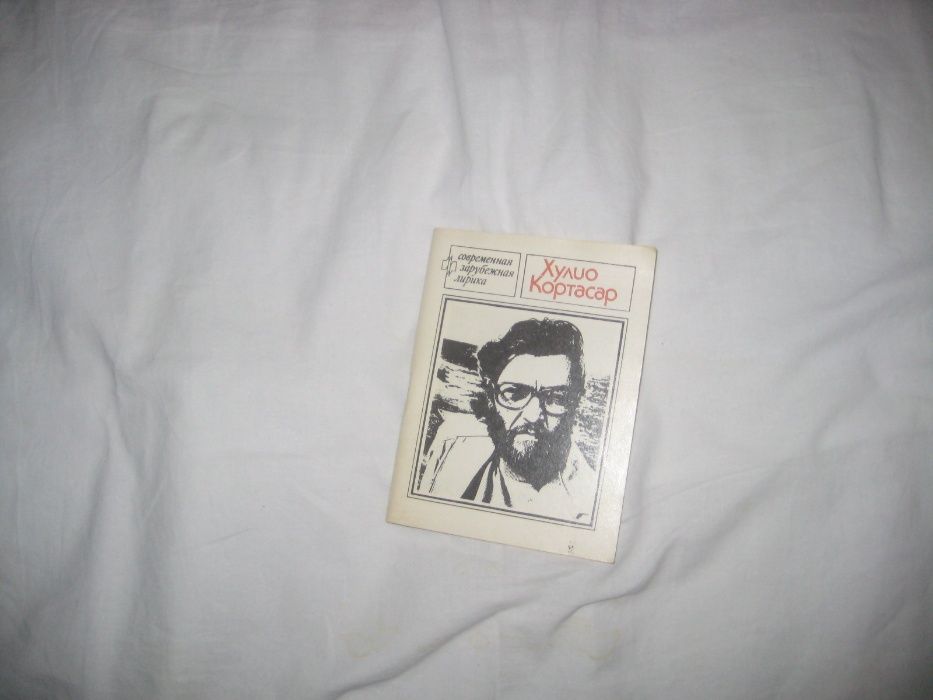 современная
зарубежная
лирика
Хулио
Кортасар